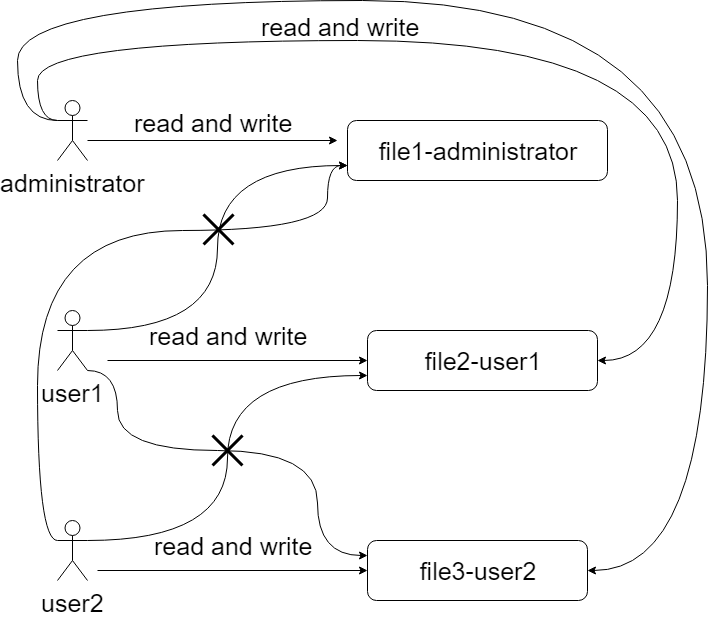 read and write
read and write
file1-administrator
administrator
read and write
file2-user1
user1
read and write
file3-user2
user2